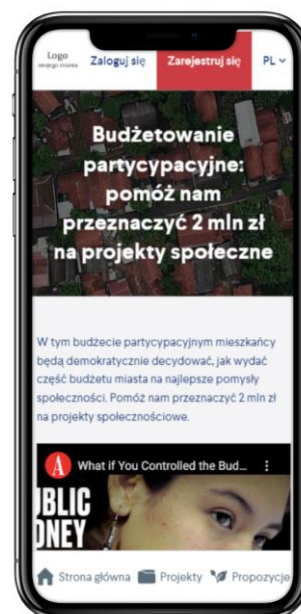 Logo
swojego miasta
Zaloguj się
Zarejestruj się
PL
Budżetowanie
partycypacyjne:
pomóż nam
przeznaczyć 2 mln zł
na projekty społeczne
W tym budżecie partycypacyjnym mieszkańcy
będą demokratycznie decydować, jak wydać
część budżetu miasta na najlepsze pomysły
społeczności. Pomóż nam przeznaczyć 2 mln zł
na projekty społecznościowe.
A What if You Controlled the Bud...
Strona główna
Projekty
Propozycje